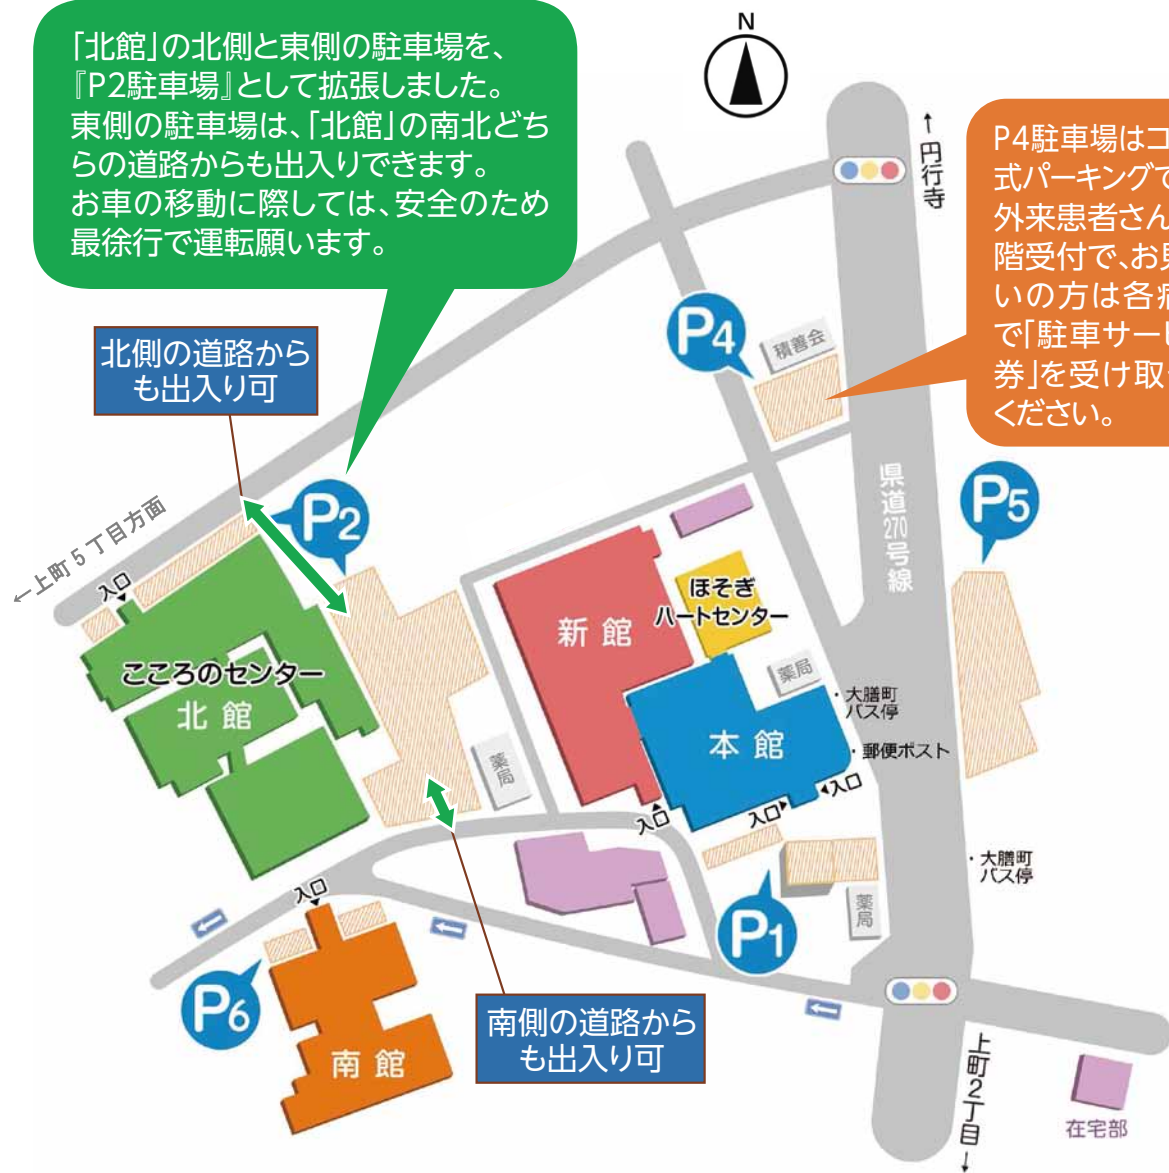 「北館」の北側と東側の駐車場を、
『P2駐車場』として拡張しました。
東側の駐車場は、「北館」の南北どち
らの道路からも出入りできます。
お車の移動に際しては、安全のため
最徐行で運転願います。
N
↑円行寺
P4駐車場はコ
式パーキングで
外来患者さん
階受付で、お見
いの方は各病
で「駐車サービ
券」を受け取
ください。
P4
積善会
北側の道路から
も出入り可
県道270号線
P5
P2
←上町5丁目方面
入口
こころのセンター
北館
新館
ほそぎ
ハートセンター
薬局
本館
・大膳町
バス停
・郵便ポスト
薬局
入口
入口
入口
・大膳町
バス停
薬局
P1
入口
P6
南館
南側の道路から
も出入り可
上町2丁目↓
在宅部